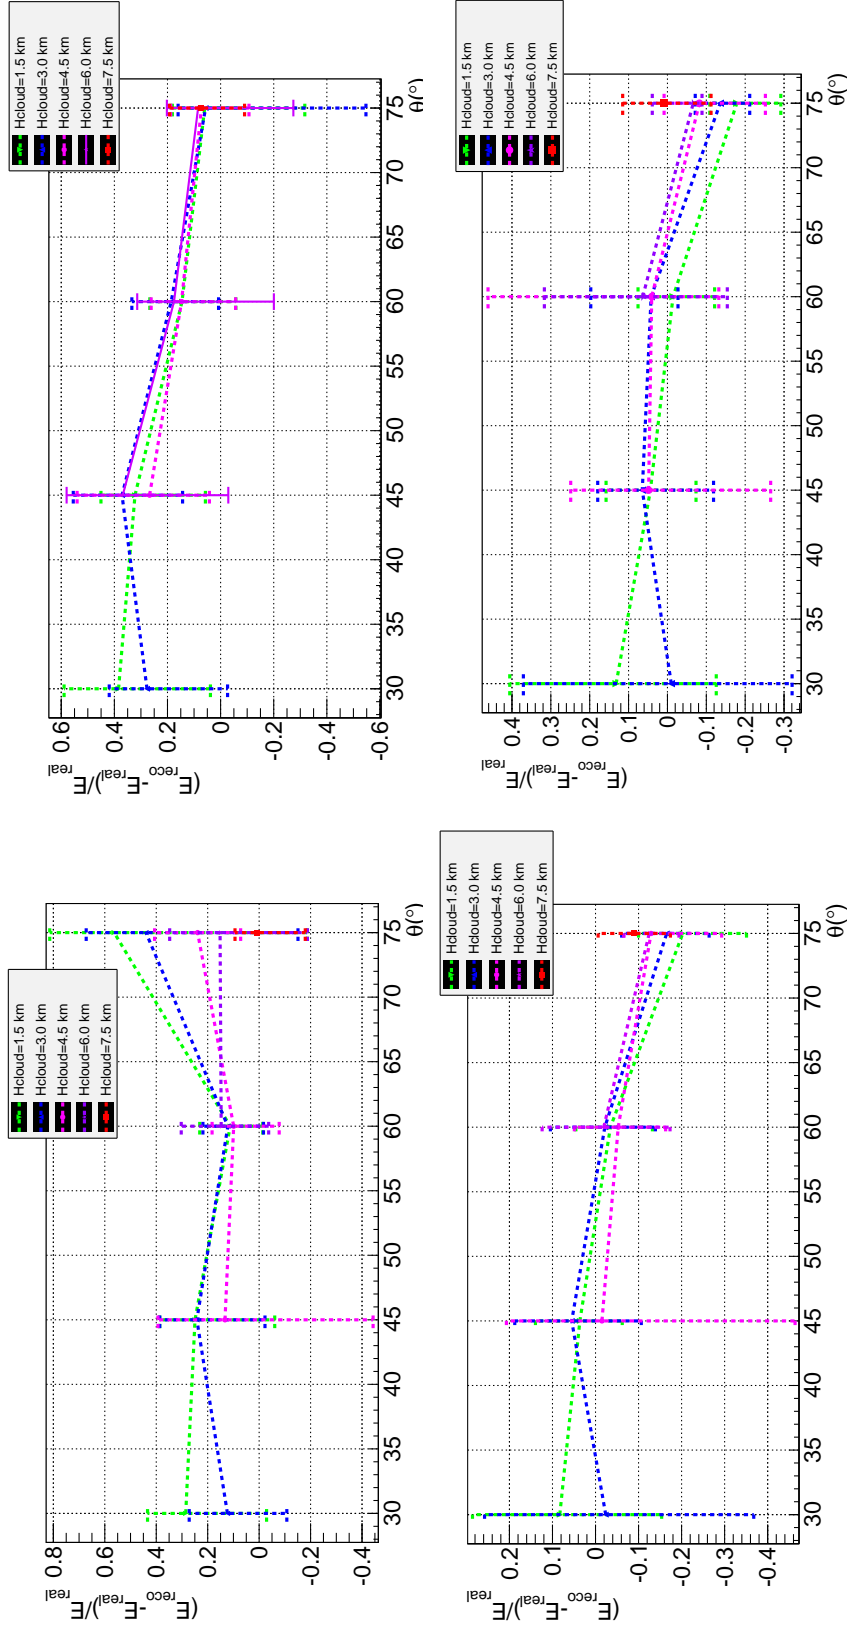 (E_reco-E_real)/E_real
0.8
0.6
0.4
0.2
0
-0.2
-0.4
30 35 40 45 50 55 60 65 70 75
θ(°)
Hcloud=1.5 km
Hcloud=3.0 km
Hcloud=4.5 km
Hcloud=6.0 km
Hcloud=7.5 km
(E_reco-E_real)/E_real
0.6
0.4
0.2
0
-0.2
-0.4
-0.6
30 35 40 45 50 55 60 65 70 75
θ(°)
Hcloud=1.5 km
Hcloud=3.0 km
Hcloud=4.5 km
Hcloud=6.0 km
Hcloud=7.5 km
(E_reco-E_real)/E_real
0.2
0.1
0
-0.1
-0.2
-0.3
-0.4
30 35 40 45 50 55 60 65 70 75
θ(°)
Hcloud=1.5 km
Hcloud=3.0 km
Hcloud=4.5 km
Hcloud=6.0 km
Hcloud=7.5 km
(E_reco-E_real)/E_real
0.4
0.3
0.2
0.1
0
-0.1
-0.2
-0.3
30 35 40 45 50 55 60 65 70 75
θ(°)
Hcloud=1.5 km
Hcloud=3.0 km
Hcloud=4.5 km
Hcloud=6.0 km
Hcloud=7.5 km